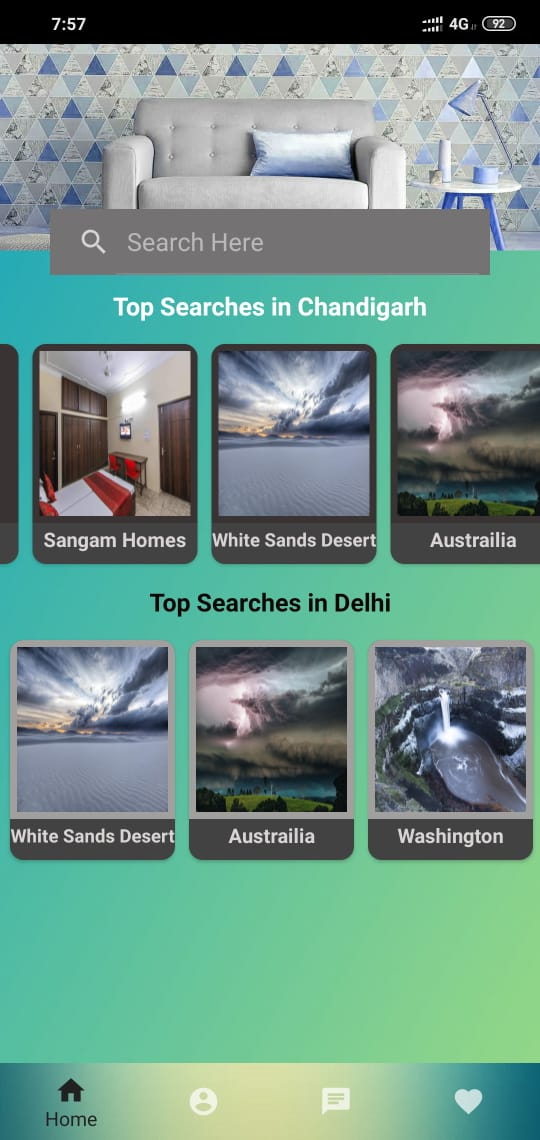 7:57
4G
92
Search Here
Top Searches in Chandigarh
Sangam Homes
White Sands Desert
Austrailia
Top Searches in Delhi
White Sands Desert
Austrailia
Washington
Home